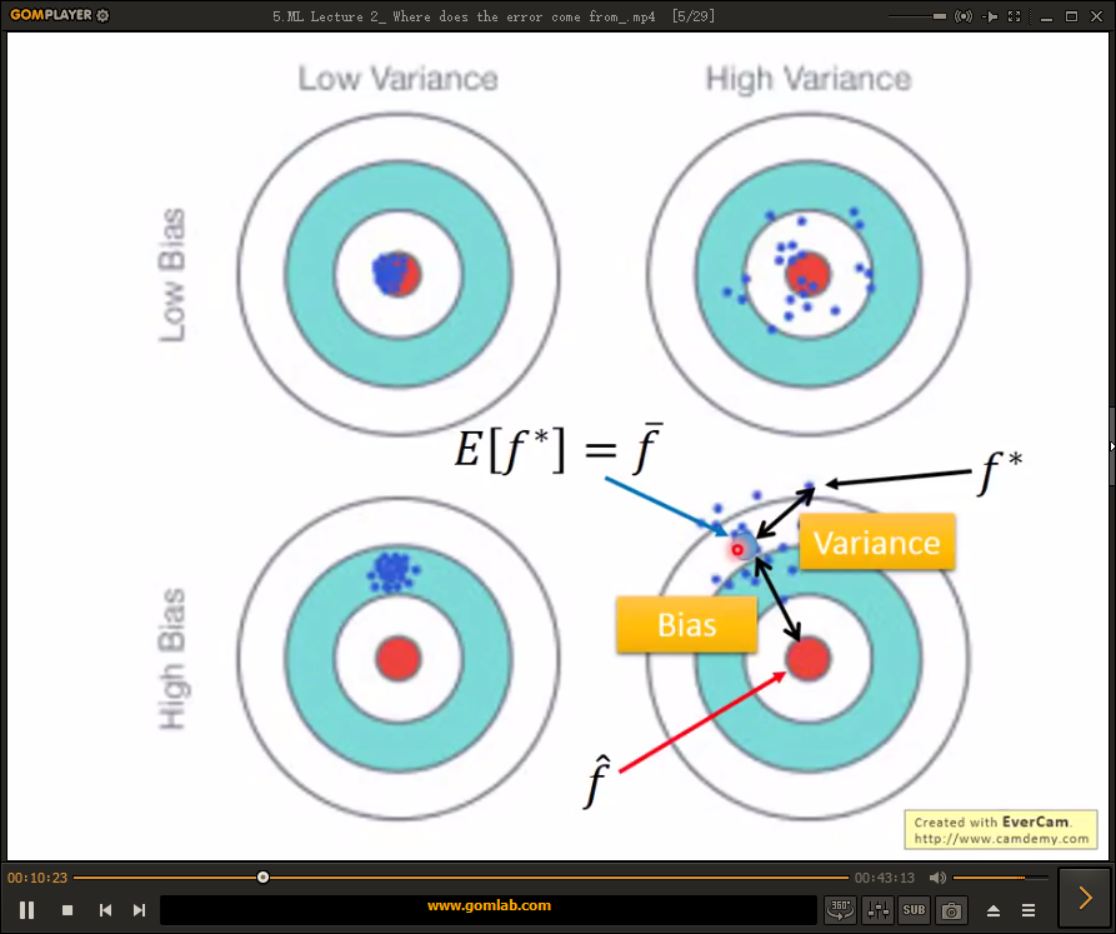 GOMPLAYER
5.ML Lecture 2_ Where does the error come from_.mp4 [5/29]
Low Variance
High Variance
Low Bias
E[f*] = f̄
f*
Variance
Bias
High Bias
f̂
Created with EverCam.
http://www.camdemy.com
00:10:23
00:43:13
www.gomlab.com
360°
SUB